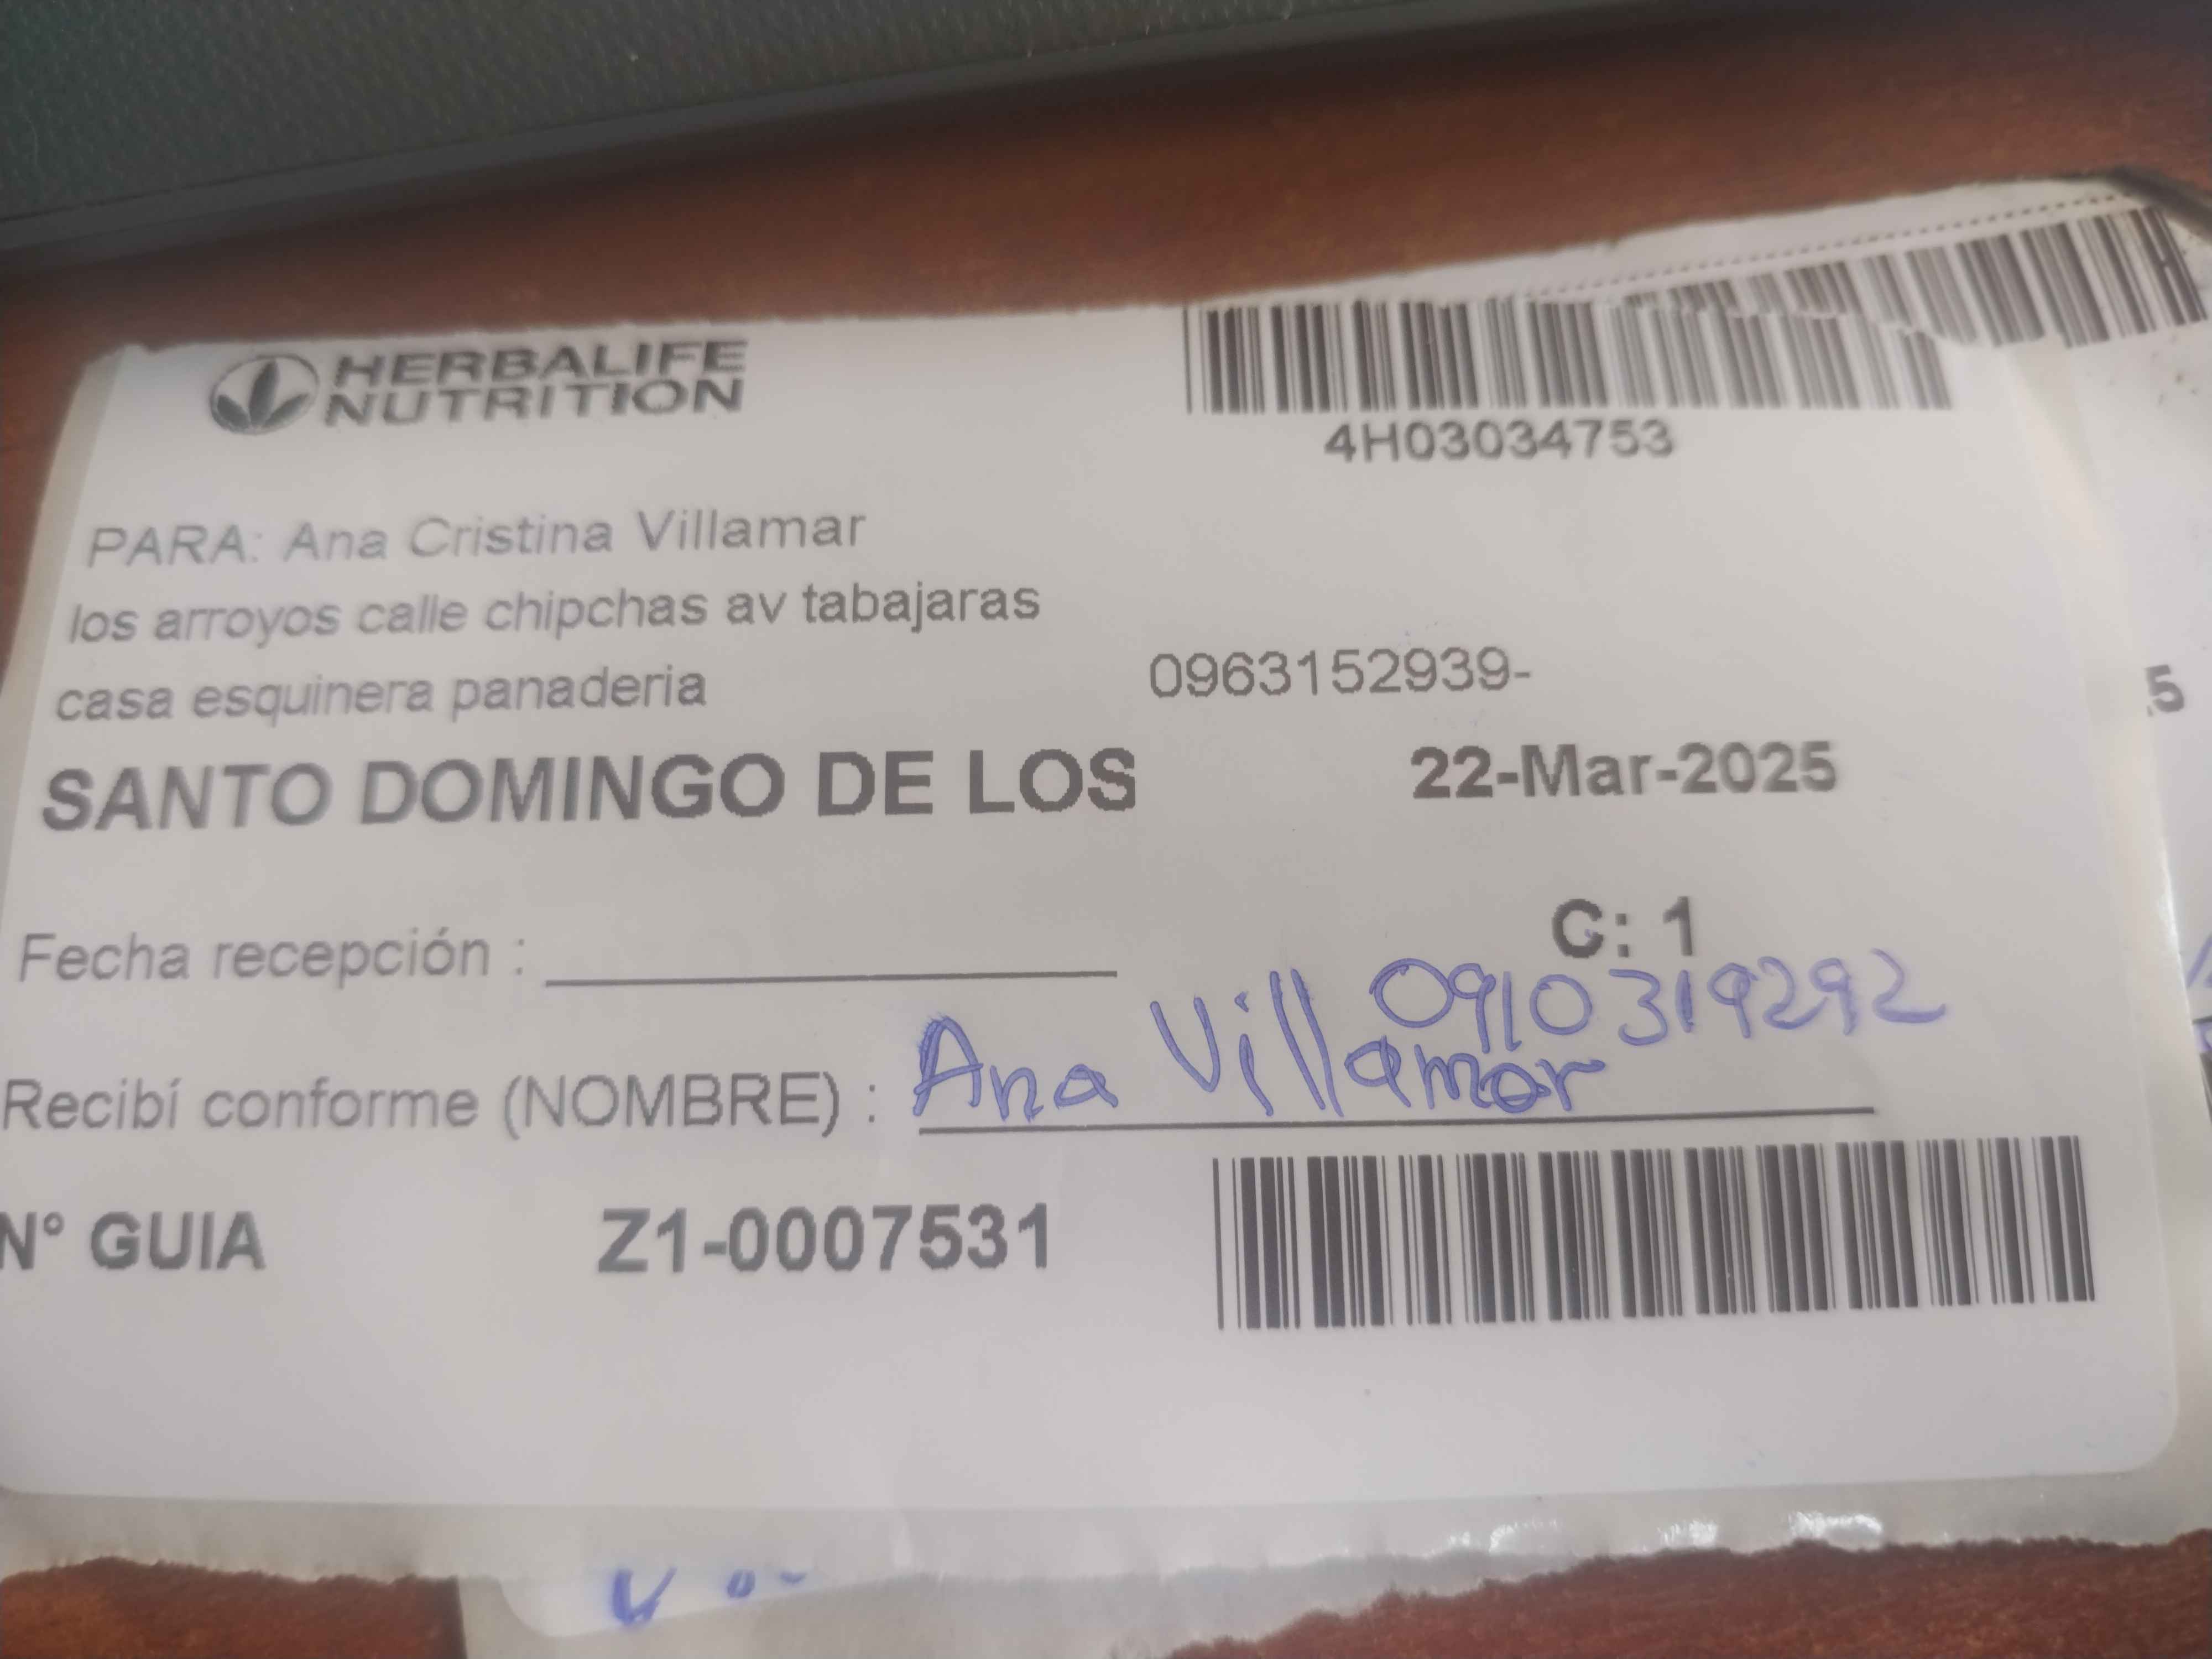 HERBALIFE
NUTRITION
4H03034753
PARA: Ana Cristina Villamar
los arroyos calle chipchas av tabajaras
casa esquinera panaderia
0963152939-
SANTO DOMINGO DE LOS
22-Mar-2025
5
C: 1
Fecha recepción :
0910319292
Recibí conforme (NOMBRE) : Ana Villamar
N° GUIA Z1-0007531